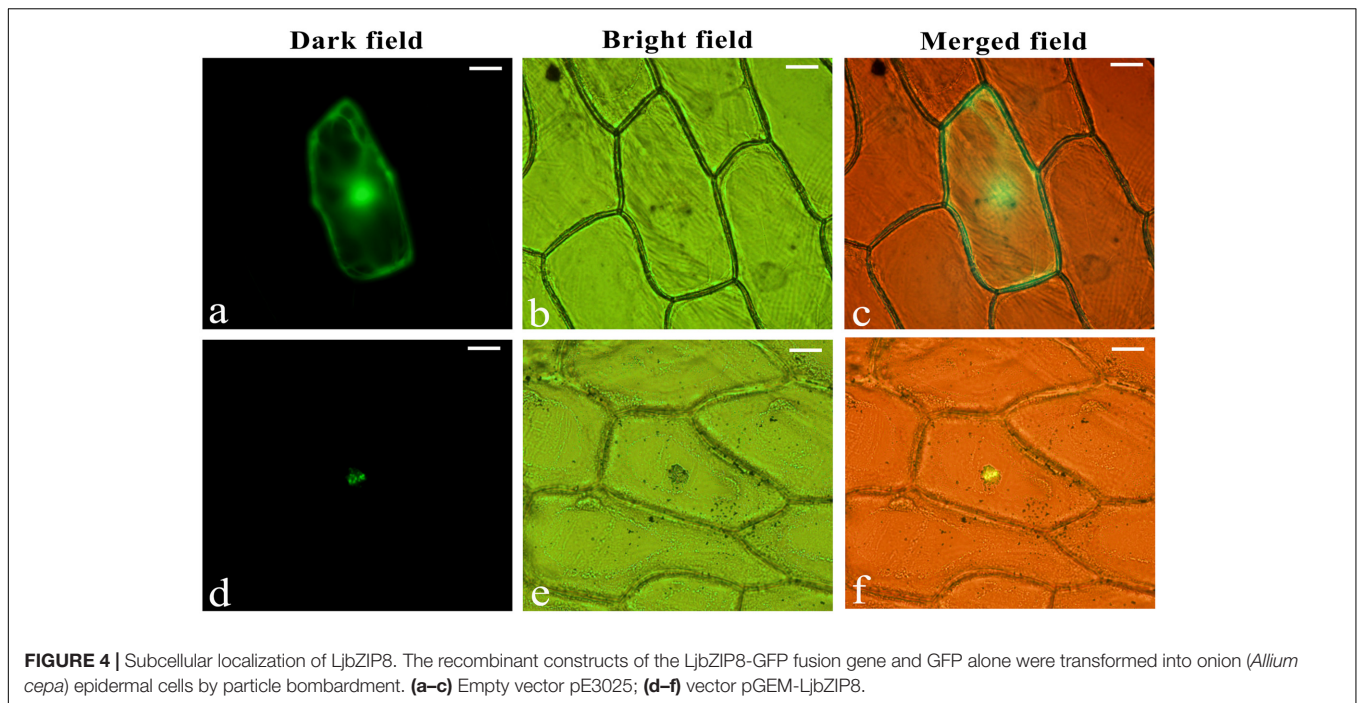 Dark field
Bright field
Merged field
a
b
c
d
e
f
FIGURE 4 | Subcellular localization of LjbZIP8. The recombinant constructs of the LjbZIP8-GFP fusion gene and GFP alone were transformed into onion (Allium
cepa) epidermal cells by particle bombardment. (a–c) Empty vector pE3025; (d–f) vector pGEM-LjbZIP8.